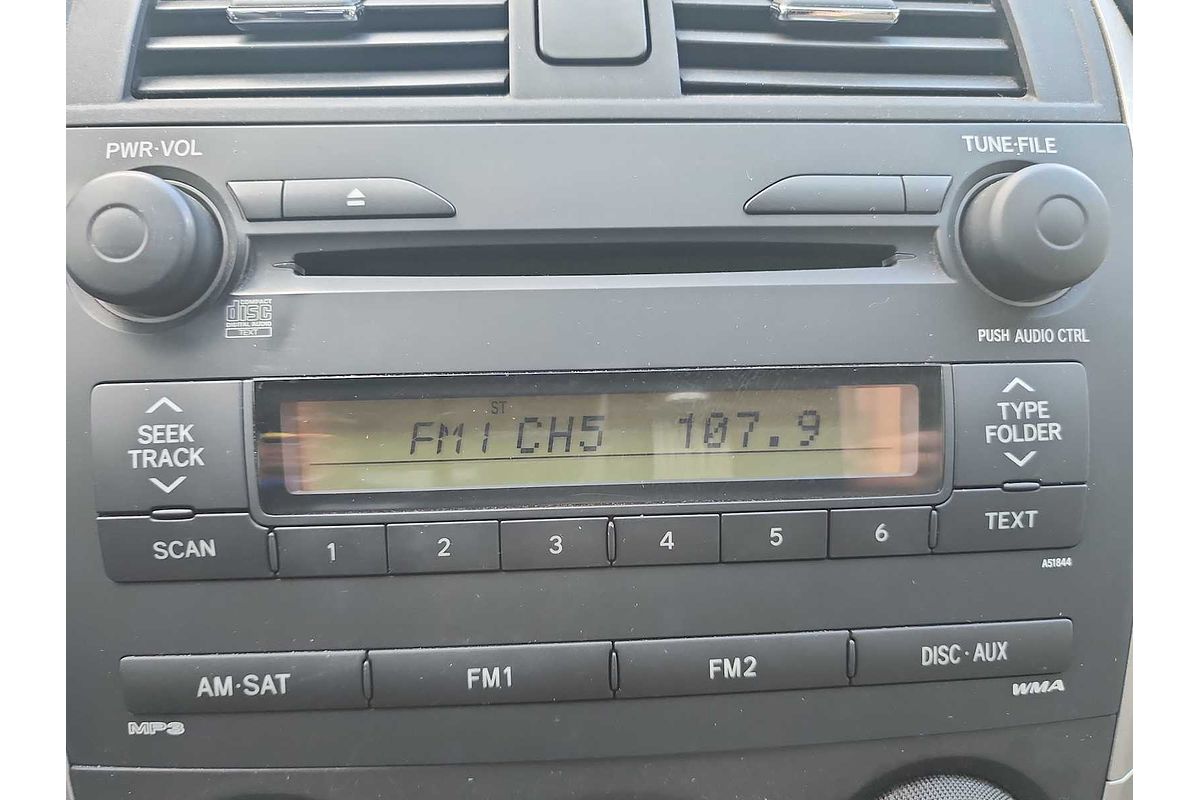 PWR·VOL
TUNE·FILE
COMPACT
disc
DIGITAL AUDIO
TEXT
PUSH AUDIO CTRL
SEEK
TRACK
ST
FM1 CH5 107.9
TYPE
FOLDER
SCAN
1 2 3 4 5 6
TEXT
A51844
AM·SAT
FM1
FM2
DISC·AUX
MP3
WMA